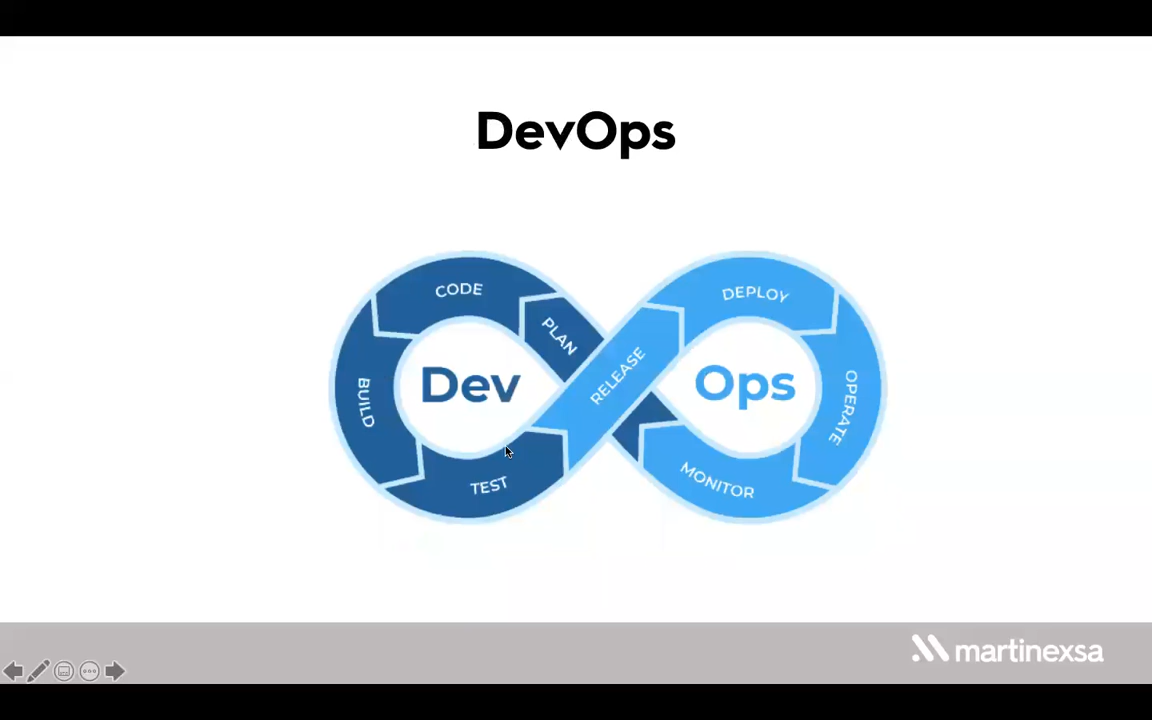 DevOps
CODE
PLAN
BUILD
Dev
TEST
RELEASE
DEPLOY
Ops
OPERATE
MONITOR
martinexsa